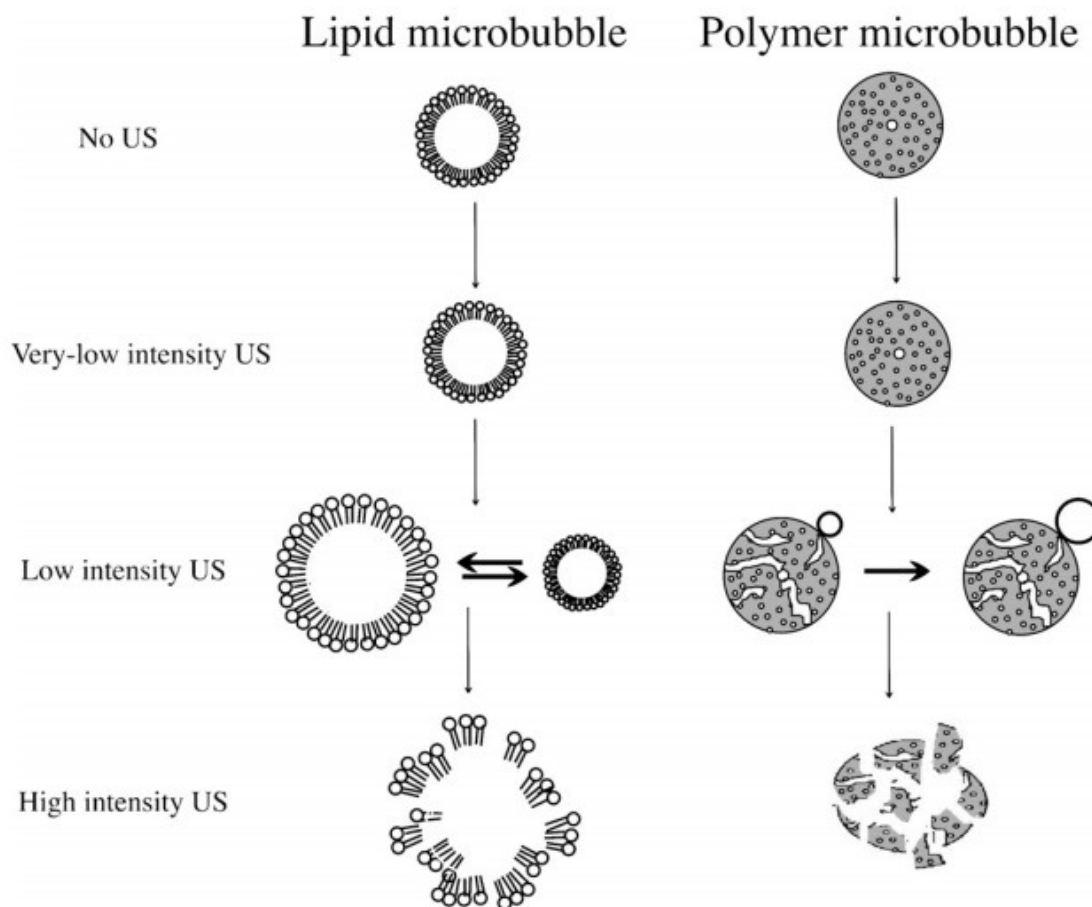 Lipid microbubble
Polymer microbubble
No US
Very-low intensity US
Low intensity US
High intensity US